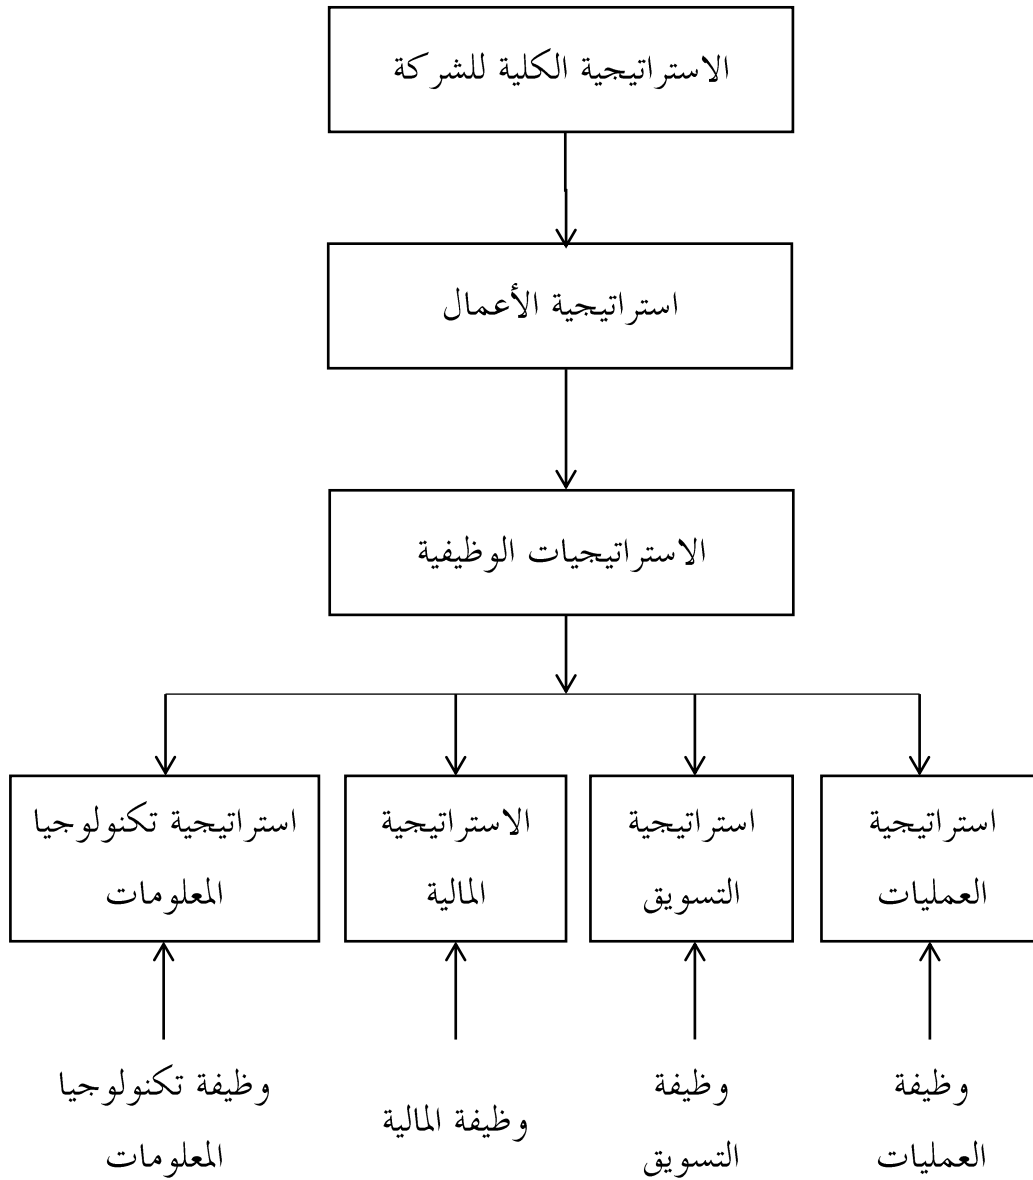 الاستراتيجية الكلية للشركة
استراتيجية الأعمال
الاستراتيجيات الوظيفية
استراتيجية
العمليات
استراتيجية
التسويق
الاستراتيجية
المالية
استراتيجية تكنولوجيا
المعلومات
وظيفة
العمليات
وظيفة
التسويق
وظيفة المالية
وظيفة تكنولوجيا
المعلومات